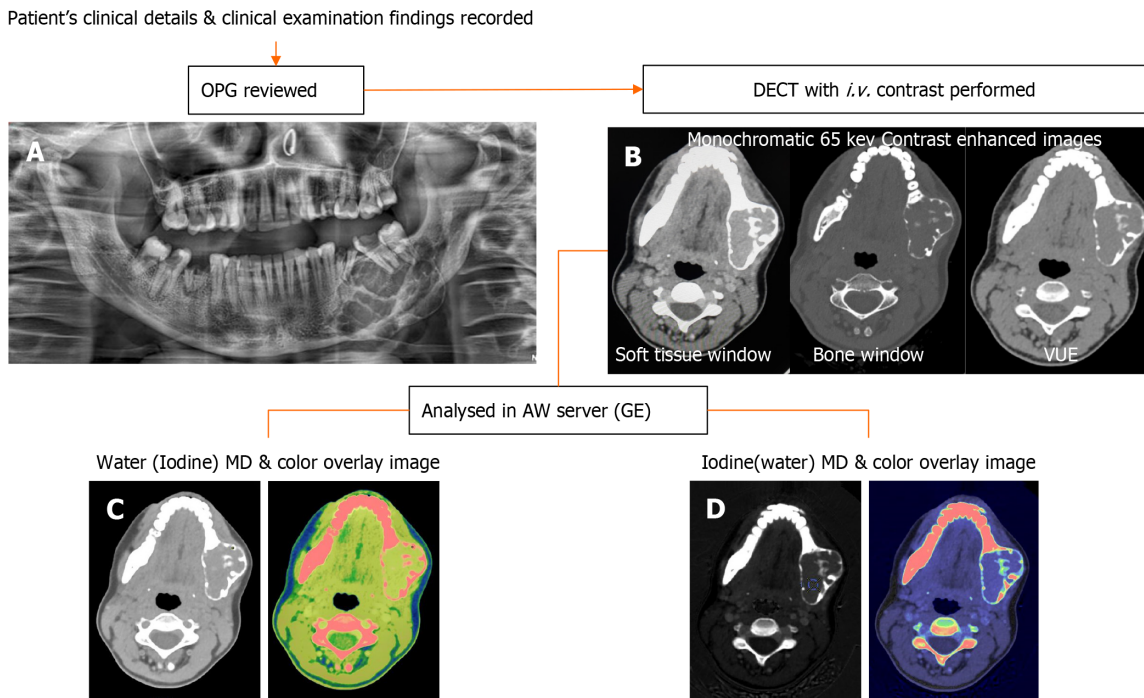 Patient's clinical details & clinical examination findings recorded
OPG reviewed
DECT with i.v. contrast performed
A
N
B
Monochromatic 65 kev Contrast enhanced images
Soft tissue window
Bone window
VUE
Analysed in AW server (GE)
Water (Iodine) MD & color overlay image
Iodine(water) MD & color overlay image
C
D